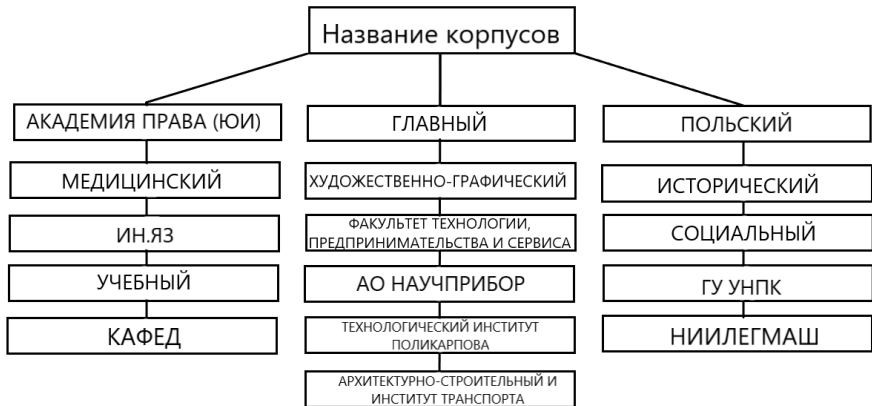 Название корпусов
АКАДЕМИЯ ПРАВА (ЮИ)
МЕДИЦИНСКИЙ
ИН.ЯЗ
УЧЕБНЫЙ
КАФЕД
ГЛАВНЫЙ
ХУДОЖЕСТВЕННО-ГРАФИЧЕСКИЙ
ФАКУЛЬТЕТ ТЕХНОЛОГИИ,
ПРЕДПРИНИМАТЕЛЬСТВА И СЕРВИСА
АО НАУЧПРИБОР
ТЕХНОЛОГИЧЕСКИЙ ИНСТИТУТ
ПОЛИКАРПОВА
АРХИТЕКТУРНО-СТРОИТЕЛЬНЫЙ И
ИНСТИТУТ ТРАНСПОРТА
ПОЛЬСКИЙ
ИСТОРИЧЕСКИЙ
СОЦИАЛЬНЫЙ
ГУ УНПК
НИИЛЕГМАШ